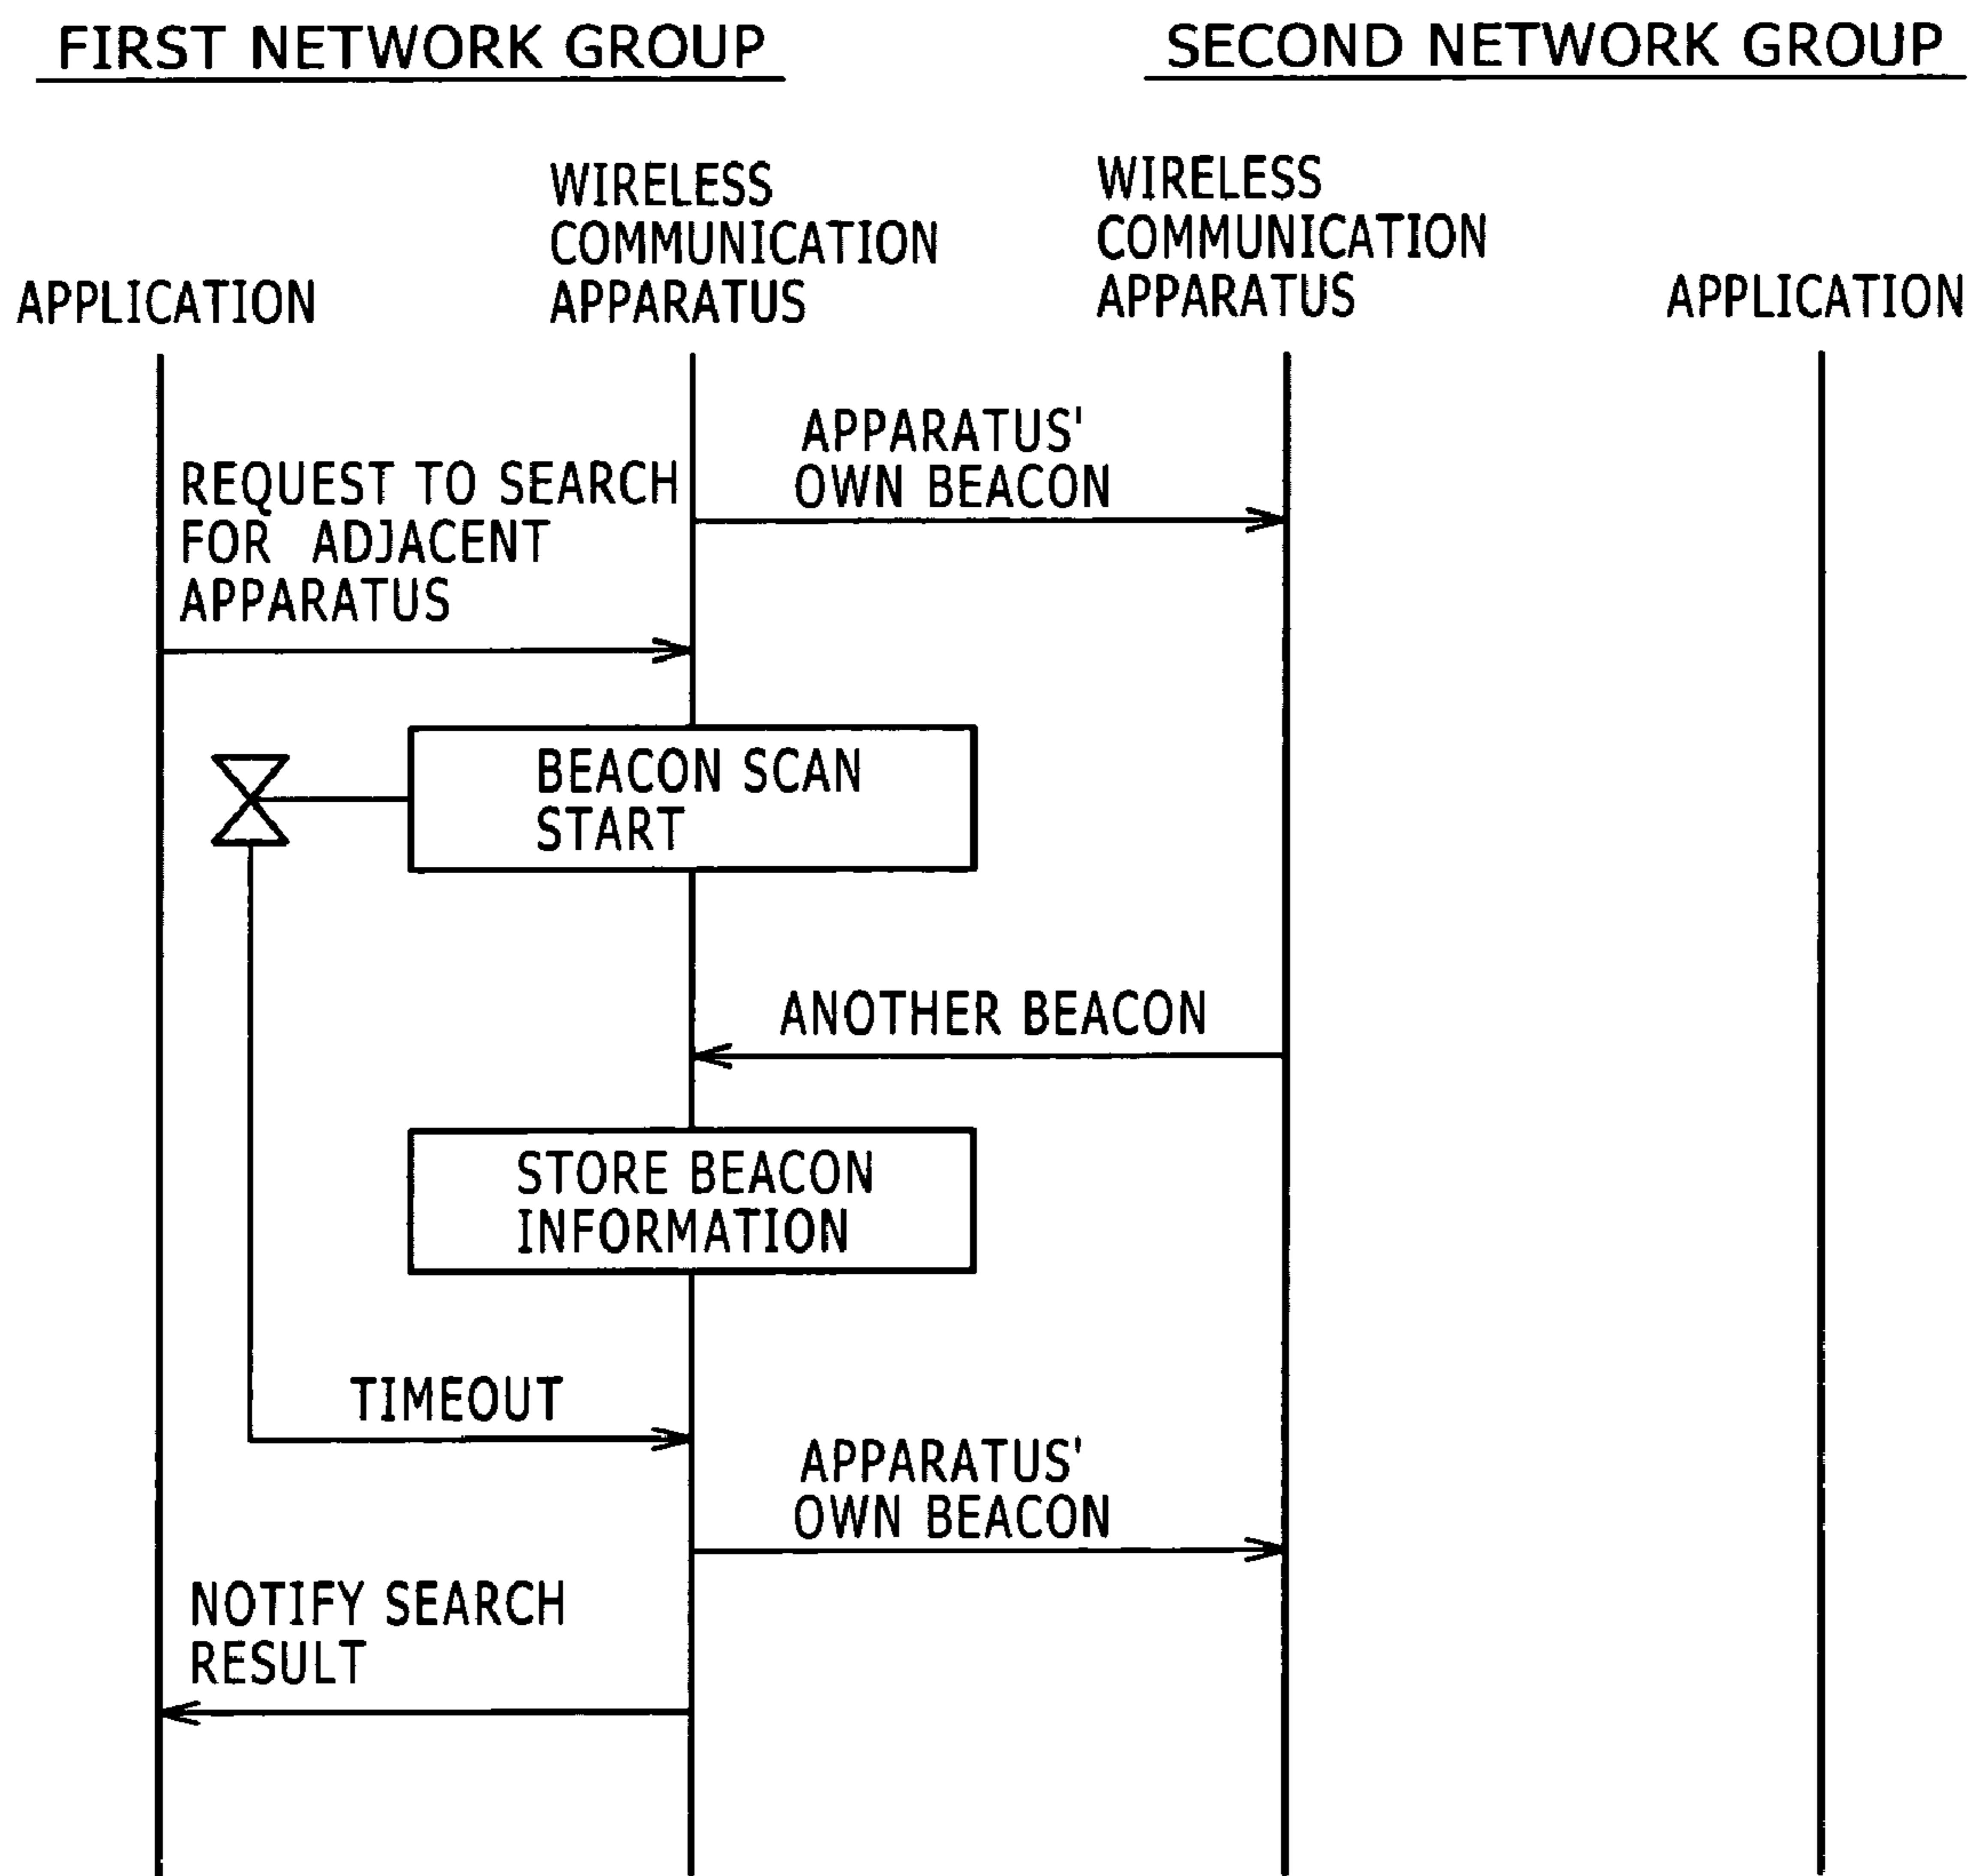 FIRST NETWORK GROUP
SECOND NETWORK GROUP
APPLICATION
WIRELESS
COMMUNICATION
APPARATUS
WIRELESS
COMMUNICATION
APPARATUS
APPLICATION
APPARATUS'
OWN BEACON
REQUEST TO SEARCH
FOR ADJACENT
APPARATUS
BEACON SCAN
START
ANOTHER BEACON
STORE BEACON
INFORMATION
TIMEOUT
APPARATUS'
OWN BEACON
NOTIFY SEARCH
RESULT